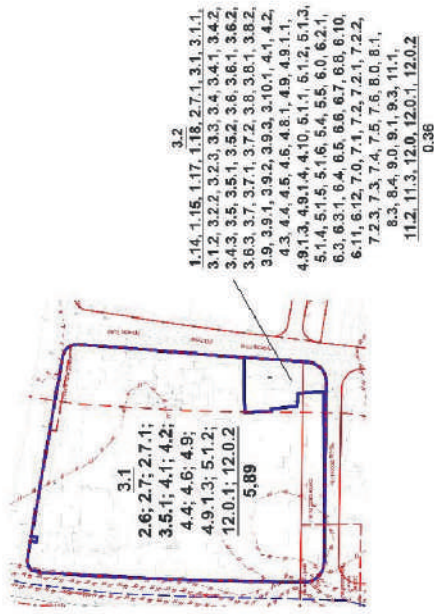 3.1
2.6; 2.7; 2.7.1;
3.5.1; 4.1; 4.2;
4.4; 4.6; 4.9;
4.9.1.3; 5.1.2;
12.0.1; 12.0.2
5,89
3.2
1.14, 1.15, 1.17, 1.18, 2.7.1, 3.1, 3.1.1,
3.1.2, 3.2.2, 3.2.3, 3.3, 3.4, 3.4.1, 3.4.2,
3.4.3, 3.5, 3.5.1, 3.5.2, 3.6, 3.6.1, 3.6.2,
3.6.3, 3.7, 3.7.1, 3.7.2, 3.8, 3.8.1, 3.8.2,
3.9, 3.9.1, 3.9.2, 3.9.3, 3.10.1, 4.1, 4.2,
4.3, 4.4, 4.5, 4.6, 4.8.1, 4.9, 4.9.1.1,
4.9.1.3, 4.9.1.4, 4.10, 5.1.1, 5.1.2, 5.1.3,
5.1.4, 5.1.5, 5.1.6, 5.4, 5.5, 6.0, 6.2.1,
6.3, 6.3.1, 6.4, 6.5, 6.6, 6.7, 6.8, 6.10,
6.11, 6.12, 7.0, 7.1, 7.2, 7.2.1, 7.2.2,
7.2.3, 7.3, 7.4, 7.5, 7.6, 8.0, 8.1,
8.3, 8.4, 9.0, 9.1, 9.3, 11.1,
11.2, 11.3, 12.0, 12.0.1, 12.0.2
0.36